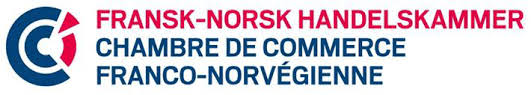 FRANSK-NORSK HANDELSKAMMER
CHAMBRE DE COMMERCE
FRANCO-NORVÉGIENNE